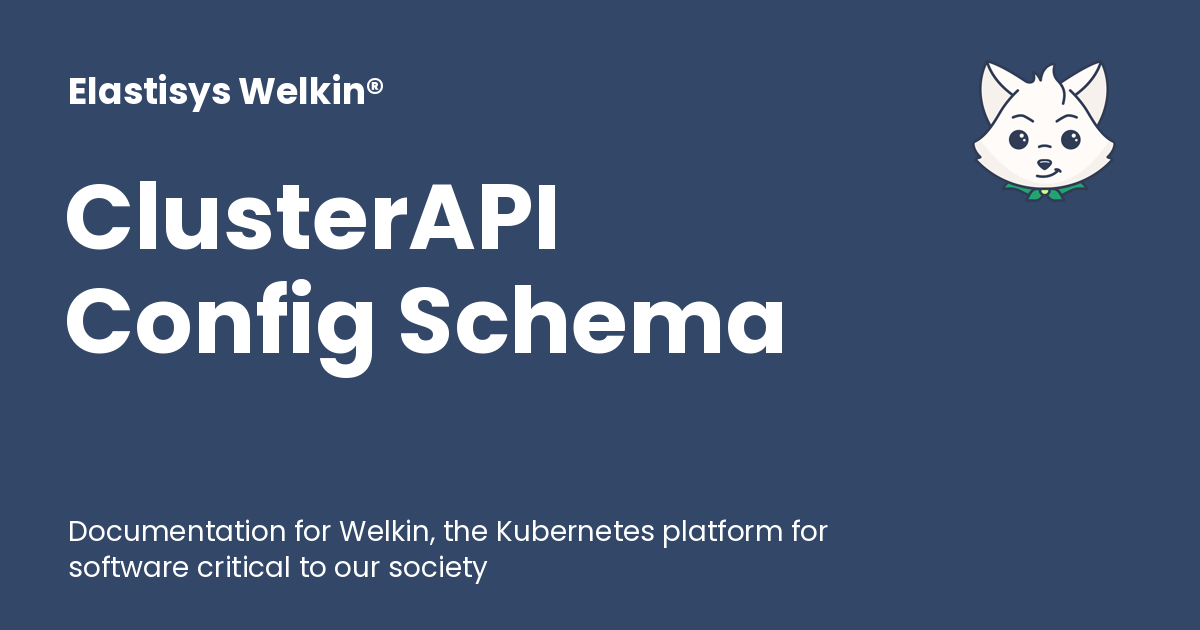 Elastisys Welkin®
ClusterAPI
Config Schema
Documentation for Welkin, the Kubernetes platform for
software critical to our society